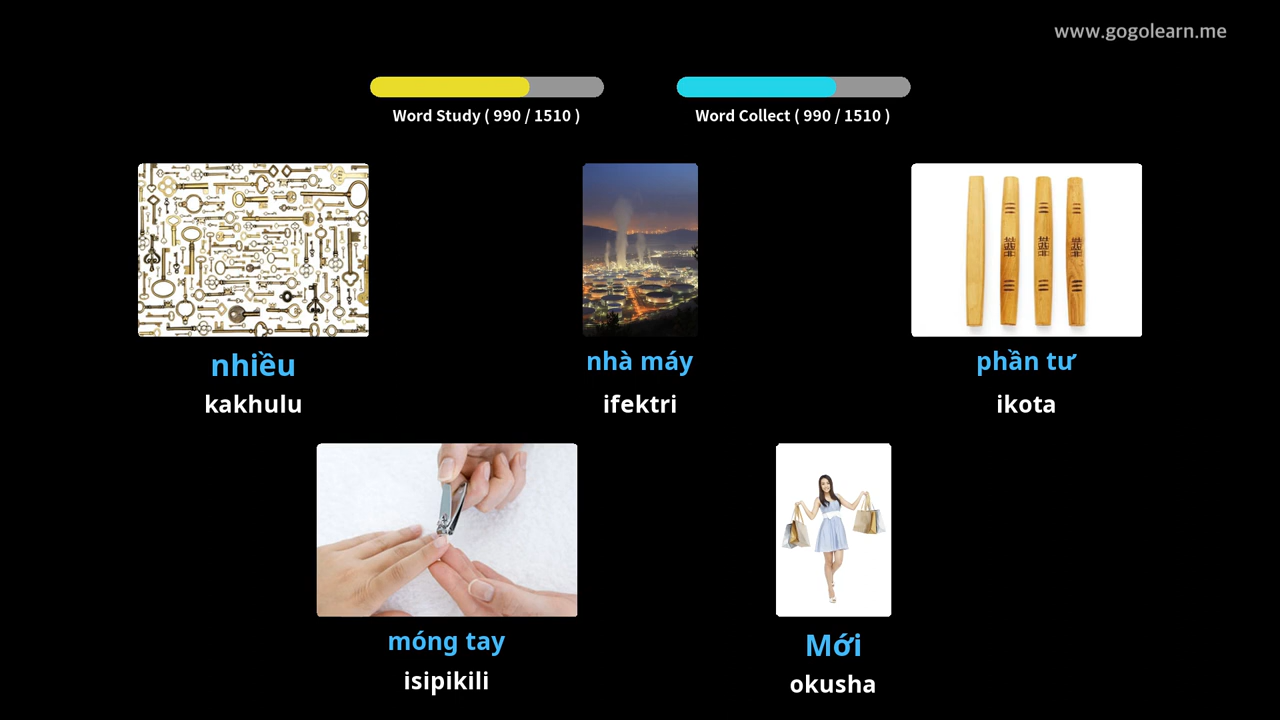 www.gogolearn.me
Word Study ( 990 / 1510 )
Word Collect ( 990 / 1510 )
nhiều
kakhulu
nhà máy
ifektri
phần tư
ikota
móng tay
isipikili
Mới
okusha